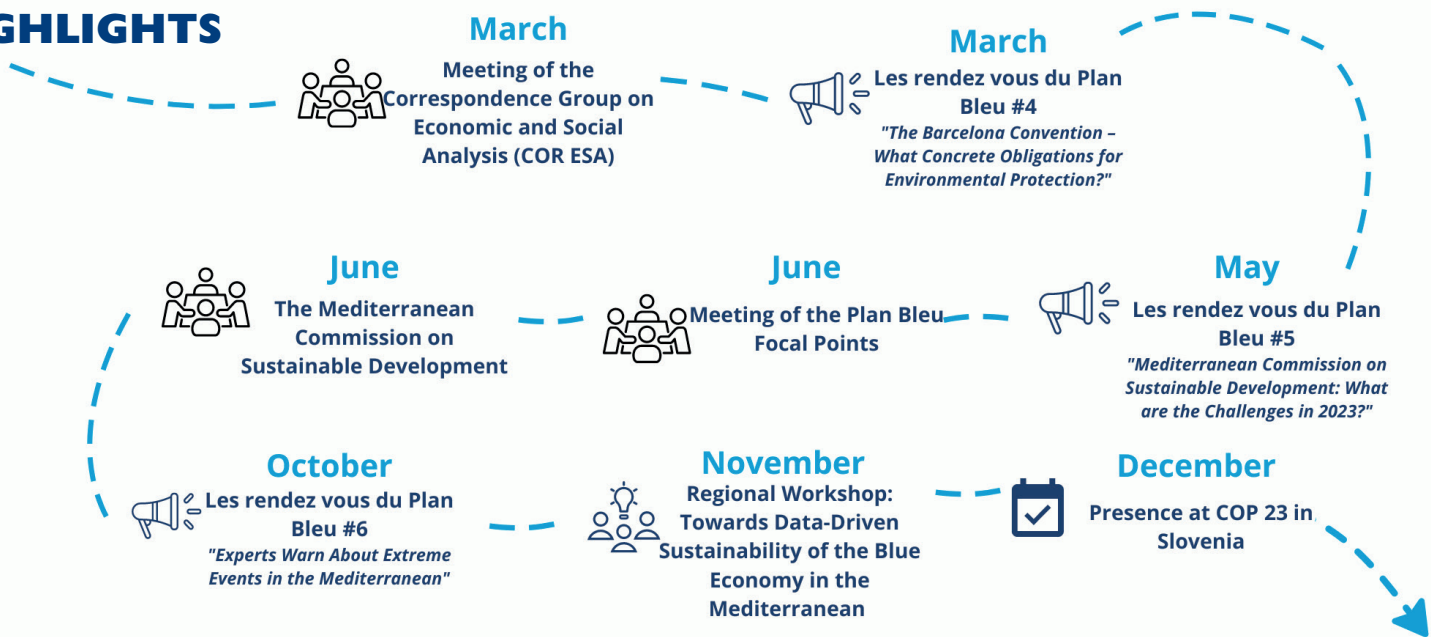 GHLIGHTS
March
Meeting of the
Correspondence Group on
Economic and Social
Analysis (COR ESA)
March
Les rendez vous du Plan
Bleu #4
"The Barcelona Convention –
What Concrete Obligations for
Environmental Protection?"
May
Les rendez vous du Plan
Bleu #5
"Mediterranean Commission on
Sustainable Development: What
are the Challenges in 2023?"
June
Meeting of the Plan Bleu
Focal Points
June
The Mediterranean
Commission on
Sustainable Development
October
Les rendez vous du Plan
Bleu #6
"Experts Warn About Extreme
Events in the Mediterranean"
November
Regional Workshop:
Towards Data-Driven
Sustainability of the Blue
Economy in the
Mediterranean
December
Presence at COP 23 in
Slovenia